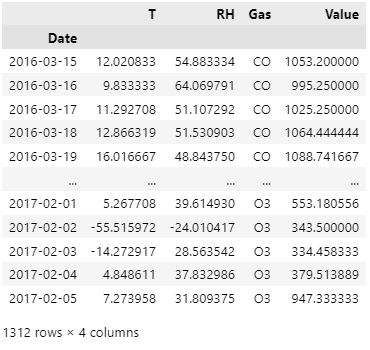 T RH Gas Value
Date
2016-03-15 12.020833 54.883334 CO 1053.200000
2016-03-16 9.833333 64.069791 CO 995.250000
2016-03-17 11.292708 51.107292 CO 1025.250000
2016-03-18 12.866319 51.530903 CO 1064.444444
2016-03-19 16.016667 48.843750 CO 1088.741667
... ... ... ... ...
2017-02-01 5.267708 39.614930 O3 553.180556
2017-02-02 -55.515972 -24.010417 O3 343.500000
2017-02-03 -14.272917 28.563542 O3 334.458333
2017-02-04 4.848611 37.832986 O3 379.513889
2017-02-05 7.273958 31.809375 O3 947.333333
1312 rows × 4 columns